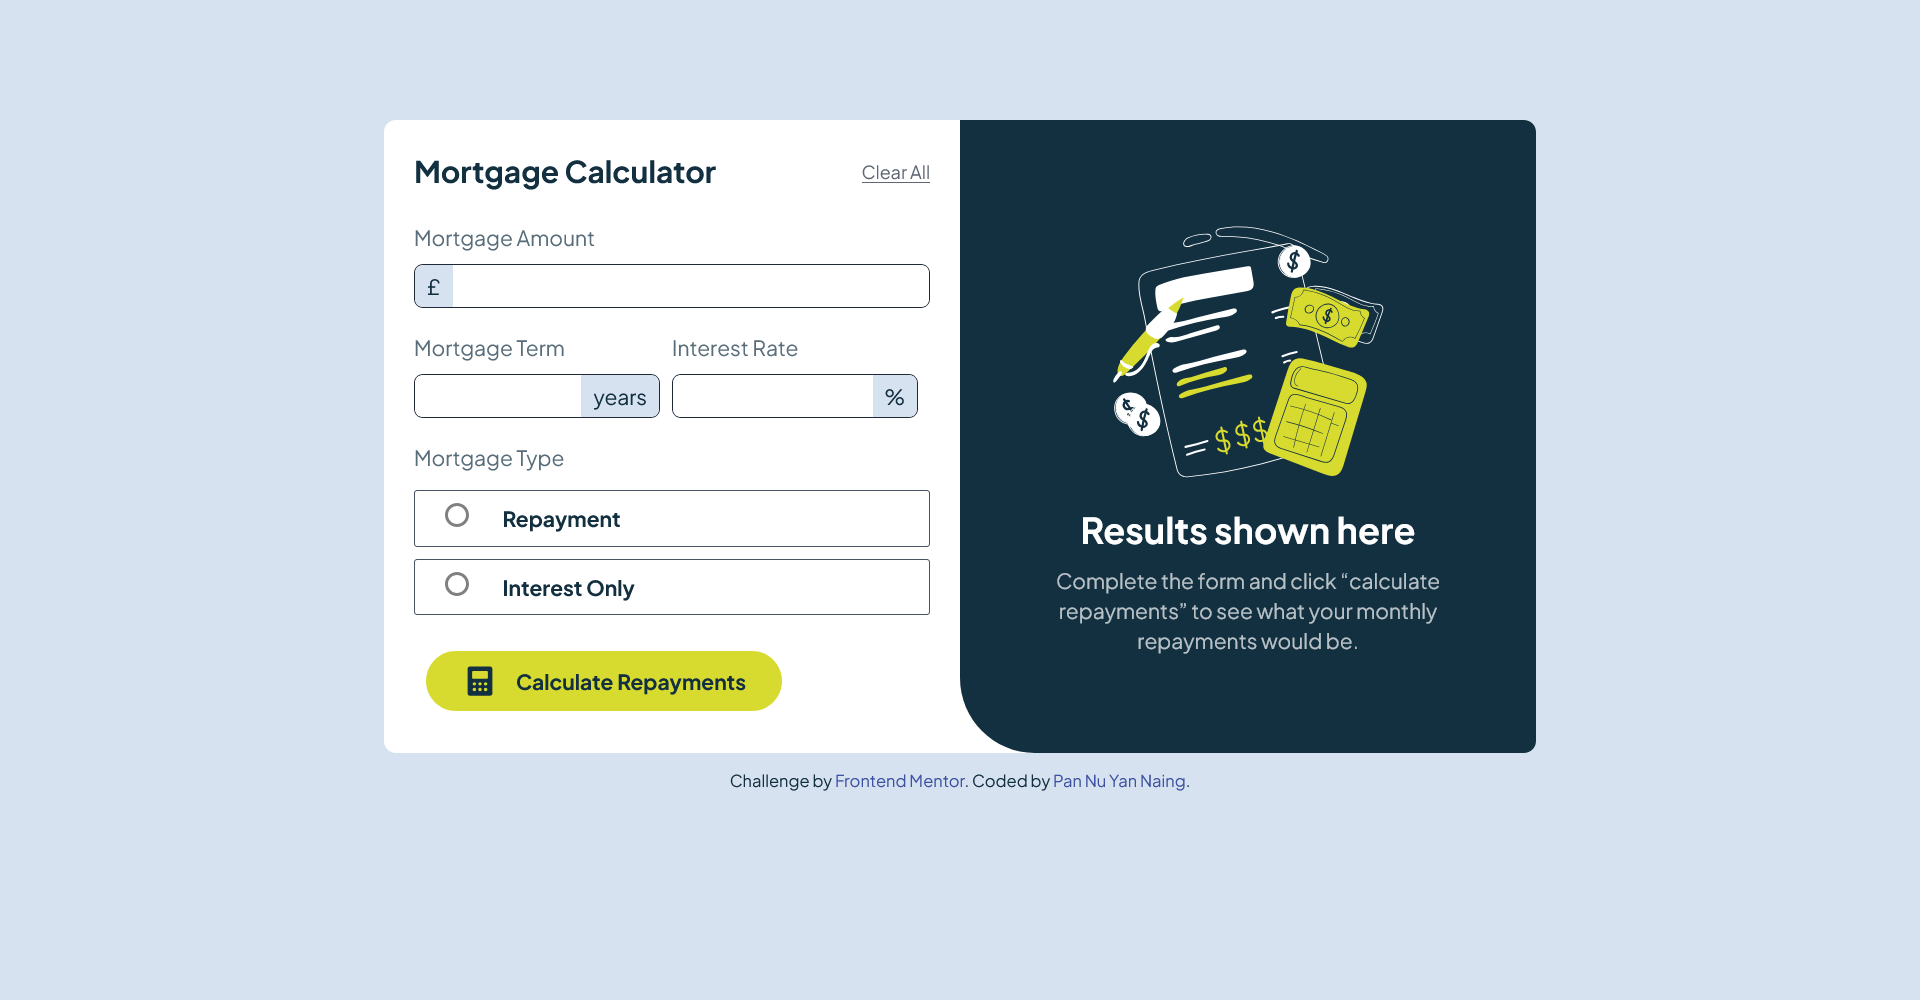 Mortgage Calculator
Clear All
Mortgage Amount
£
Mortgage Term
Interest Rate
years
%
Mortgage Type
Repayment
Interest Only
Calculate Repayments
$
$
$
$
$$$
Results shown here
Complete the form and click “calculate
repayments” to see what your monthly
repayments would be.
Challenge by Frontend Mentor. Coded by Pan Nu Yan Naing.